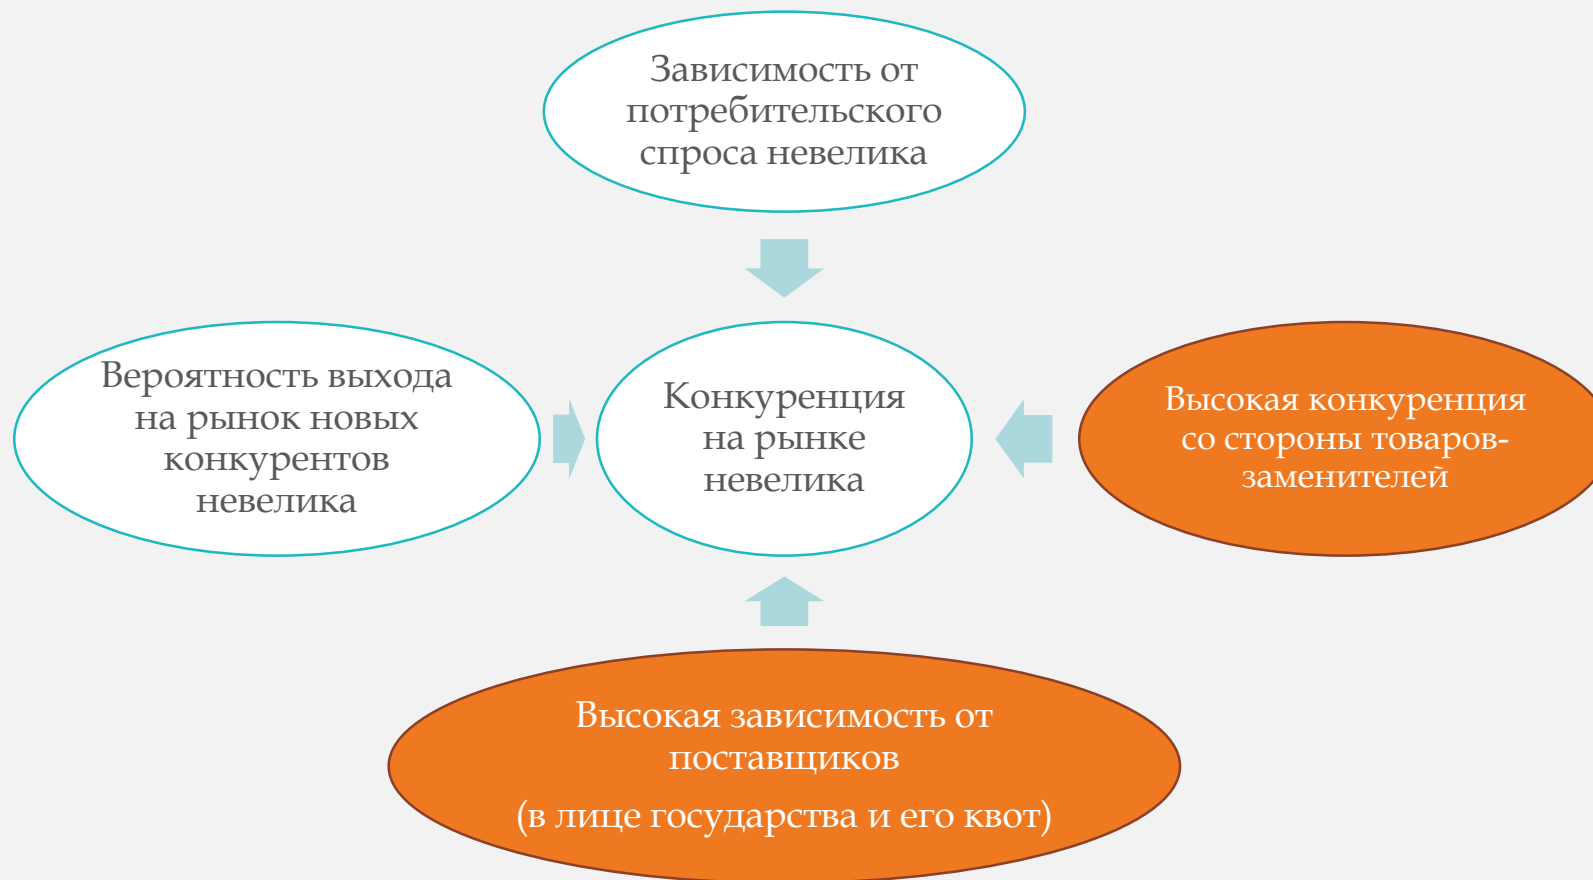 Зависимость от
потребительского
спроса невелика
Вероятность выхода
на рынок новых
конкурентов
невелика
Конкуренция
на рынке
невелика
Высокая конкуренция
со стороны товаров-
заменителей
Высокая зависимость от
поставщиков
(в лице государства и его квот)